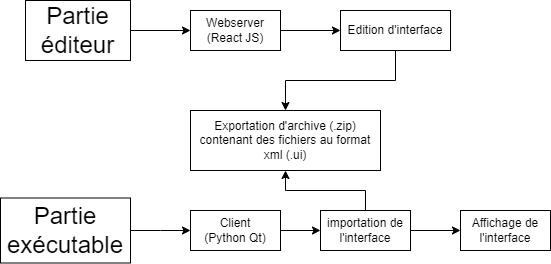 Partie
éditeur
Webserver
(React JS)
Edition d'interface
Exportation d'archive (.zip)
contenant des fichiers au format
xml (.ui)
Partie
exécutable
Client
(Python Qt)
importation de
l'interface
Affichage de
l'interface